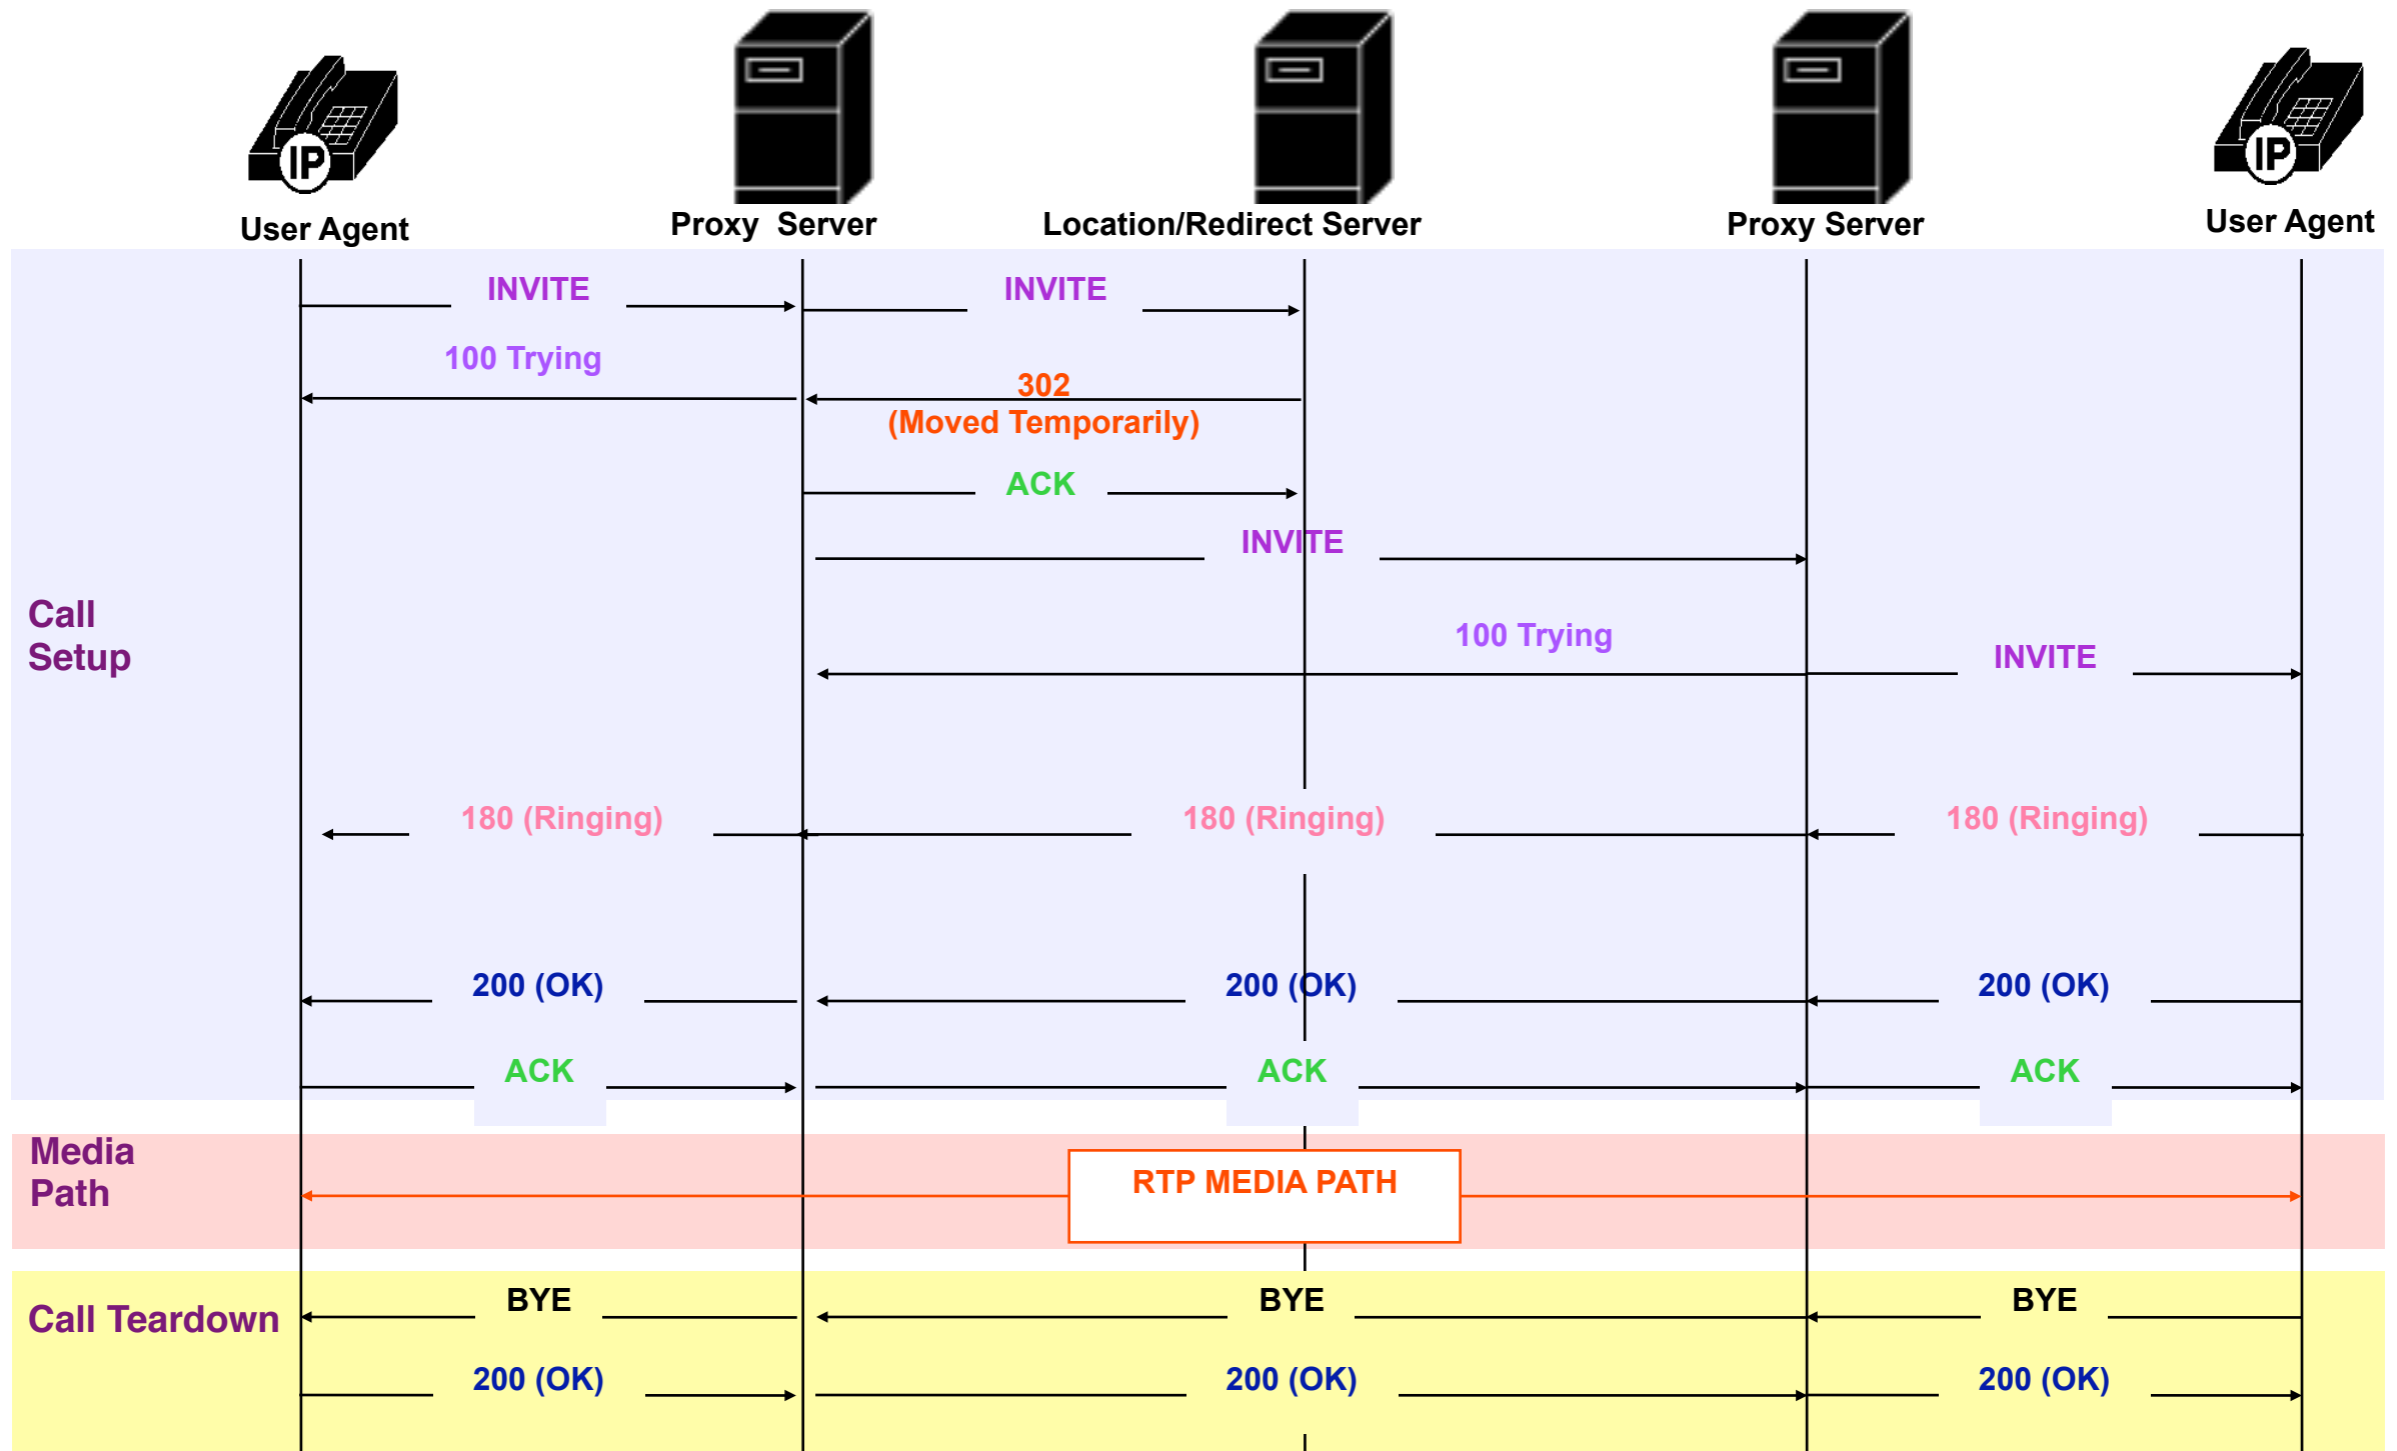 IP
IP
User Agent
Proxy  Server
Location/Redirect Server
Proxy Server
User Agent
INVITE
INVITE
100 Trying
302
(Moved Temporarily)
ACK
INVITE
Call
Setup
100 Trying
INVITE
180 (Ringing)
180 (Ringing)
180 (Ringing)
200 (OK)
200 (OK)
200 (OK)
ACK
ACK
ACK
Media
Path
RTP MEDIA PATH
Call Teardown
BYE
BYE
BYE
200 (OK)
200 (OK)
200 (OK)